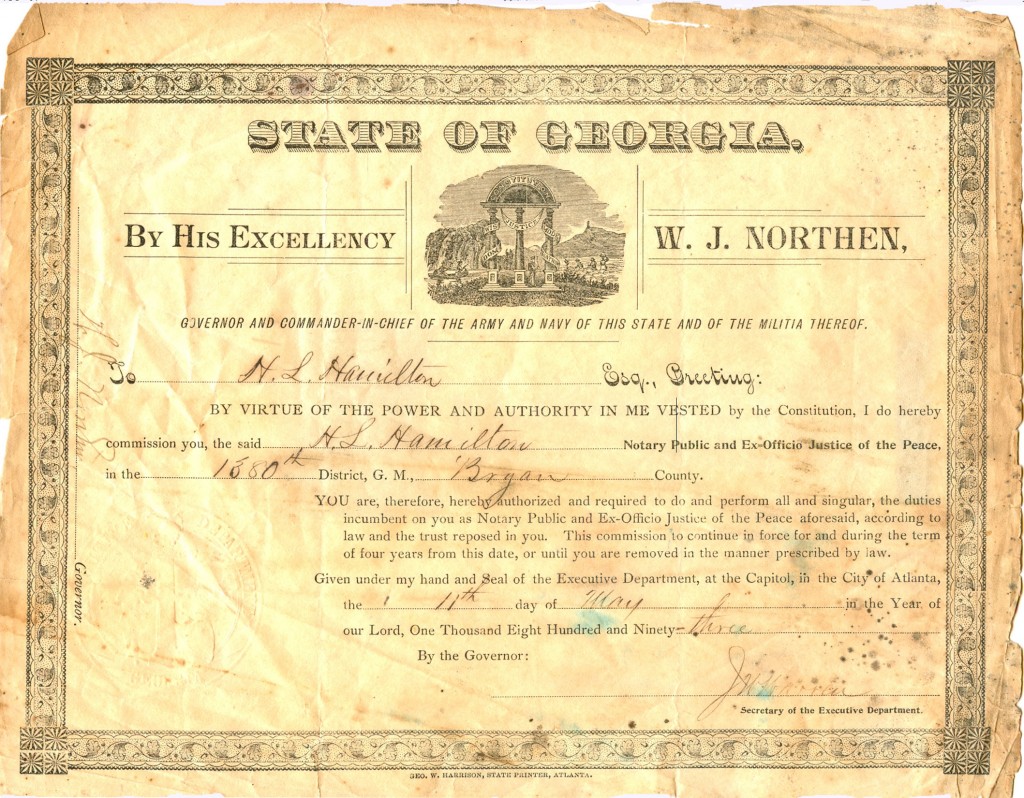 STATE OF GEORGIA.
BY HIS EXCELLENCY
W. J. NORTHEN,
GOVERNOR AND COMMANDER-IN-CHIEF OF THE ARMY AND NAVY OF THIS STATE AND OF THE MILITIA THEREOF.
To H. L. Hamilton Esq., Greeting:
BY VIRTUE OF THE POWER AND AUTHORITY IN ME VESTED by the Constitution, I do hereby
commission you, the said H. L. Hamilton Notary Public and Ex-Officio Justice of the Peace,
in the 1380th District, G. M., Bryan County.
YOU are, therefore, hereby authorized and required to do and perform all and singular, the duties
incumbent on you as Notary Public and Ex-Officio Justice of the Peace aforesaid, according to
law and the trust reposed in you. This commission to continue in force for and during the term
of four years from this date, or until you are removed in the manner prescribed by law.
Given under my hand and Seal of the Executive Department, at the Capitol, in the City of Atlanta,
the 11th day of May in the Year of
our Lord, One Thousand Eight Hundred and Ninety-three
By the Governor:
J. W. Warren
Secretary of the Executive Department.
W. J. Northen
Governor.
GEO. W. HARRISON, STATE PRINTER, ATLANTA.